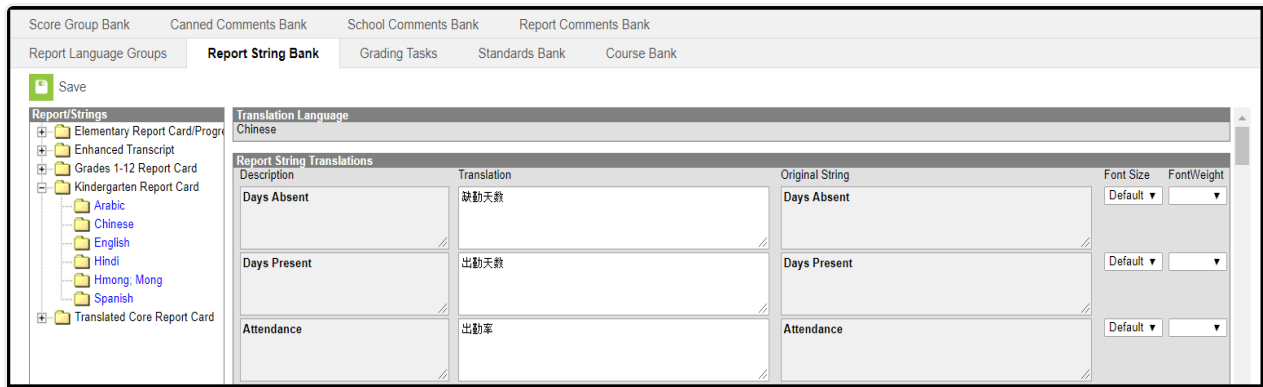 Score Group Bank Canned Comments Bank School Comments Bank Report Comments Bank
Report Language Groups Report String Bank Grading Tasks Standards Bank Course Bank
Save
Report/Strings
Elementary Report Card/Progre
Enhanced Transcript
Grades 1-12 Report Card
Kindergarten Report Card
Arabic
Chinese
English
Hindi
Hmong; Mong
Spanish
Translated Core Report Card
Translation Language
Chinese
Report String Translations
Description Translation Original String Font Size FontWeight
Days Absent 缺勤天数 Days Absent Default
Days Present 出勤天数 Days Present Default
Attendance 出勤率 Attendance Default